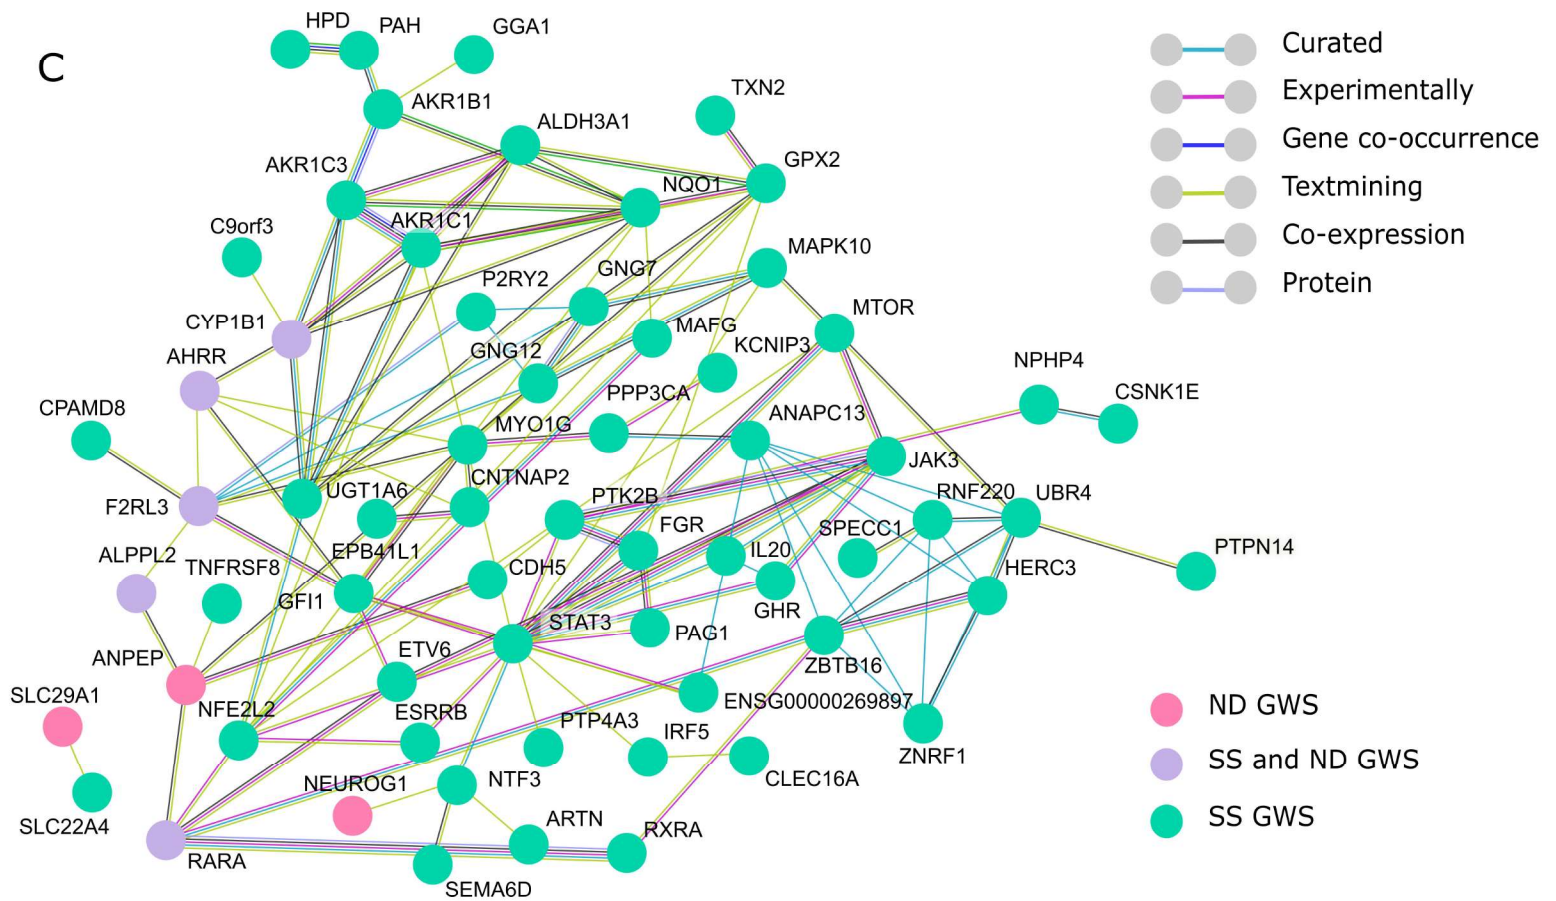 C
HPD
PAH
GGA1
AKR1B1
ALDH3A1
TXN2
AKR1C3
GPX2
NQO1
AKR1C1
C9orf3
P2RY2
GNG7
MAPK10
CYP1B1
MTOR
MAFG
AHRR
GNG12
KCNIP3
NPHP4
CSNK1E
PPP3CA
CPAMD8
MYO1G
ANAPC13
JAK3
CNTNAP2
F2RL3
UGT1A6
PTK2B
RNF220
UBR4
FGR
SPECC1
PTPN14
ALPPL2
EPB41L1
IL20
TNFRSF8
CDH5
HERC3
GFI1
GHR
STAT3
PAG1
ANPEP
ETV6
ZBTB16
SLC29A1
NFE2L2
ESRRB
ENSG00000269897
PTP4A3
IRF5
ZNRF1
NEUROG1
NTF3
CLEC16A
SLC22A4
ARTN
RXRA
RARA
SEMA6D
Curated
Experimentally
Gene co-occurrence
Textmining
Co-expression
Protein
ND GWS
SS and ND GWS
SS GWS